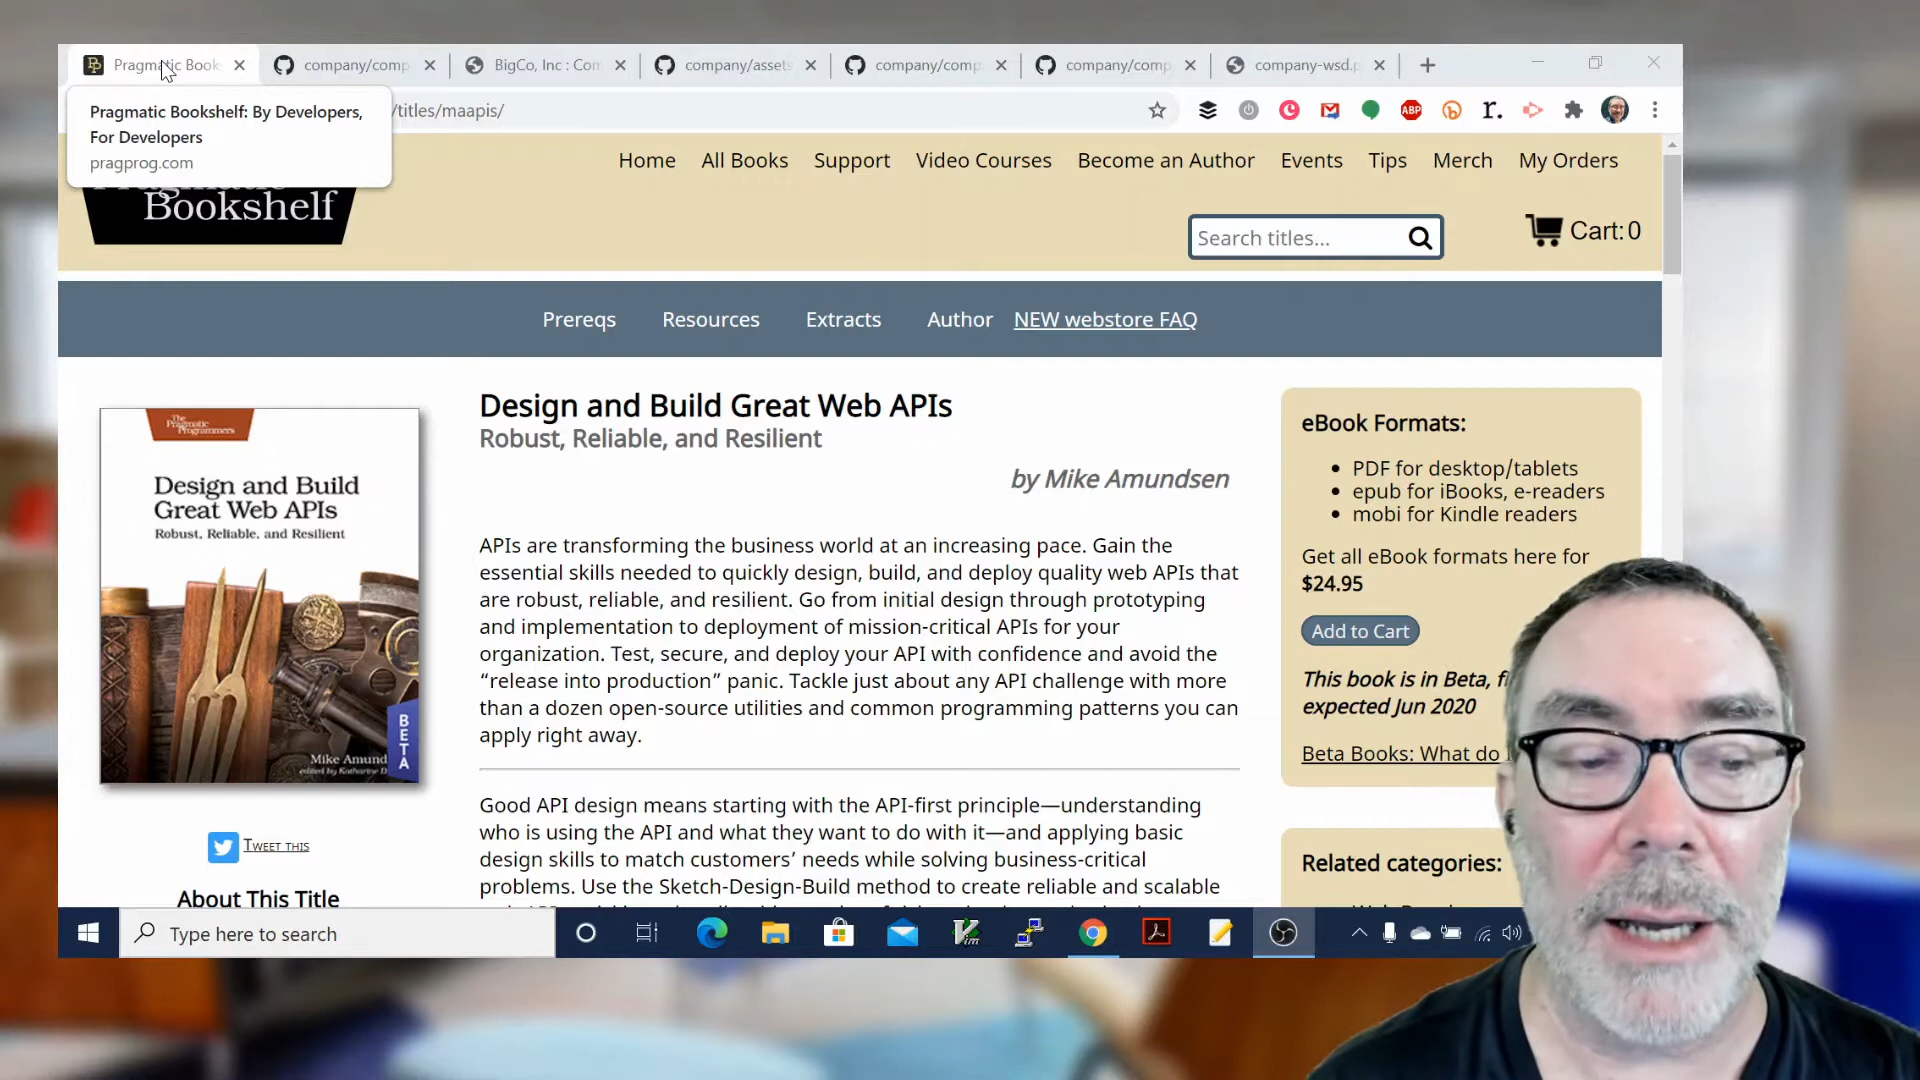 Pragmatic Book
company/comp
BigCo, Inc : Com
company/assets
company/comp
company/comp
company-wsd.p
Pragmatic Bookshelf: By Developers,
For Developers
pragprog.com
/titles/maapis/
ABP
r.
Pragmatic
Bookshelf
Home All Books Support Video Courses Become an Author Events Tips Merch My Orders
Search titles...
Cart:0
Prereqs Resources Extracts Author NEW webstore FAQ
The
Pragmatic
Programmers
Design and Build
Great Web APIs
Robust, Reliable, and Resilient
BETA
Mike Amund
edited by Katharine D
Tweet this
About This Title
Design and Build Great Web APIs
Robust, Reliable, and Resilient
by Mike Amundsen
APIs are transforming the business world at an increasing pace. Gain the
essential skills needed to quickly design, build, and deploy quality web APIs that
are robust, reliable, and resilient. Go from initial design through prototyping
and implementation to deployment of mission-critical APIs for your
organization. Test, secure, and deploy your API with confidence and avoid the
“release into production” panic. Tackle just about any API challenge with more
than a dozen open-source utilities and common programming patterns you can
apply right away.
Good API design means starting with the API-first principle—understanding
who is using the API and what they want to do with it—and applying basic
design skills to match customers’ needs while solving business-critical
problems. Use the Sketch-Design-Build method to create reliable and scalable
eBook Formats:
• PDF for desktop/tablets
• epub for iBooks, e-readers
• mobi for Kindle readers
Get all eBook formats here for
$24.95
Add to Cart
This book is in Beta, f
expected Jun 2020
Beta Books: What do
Related categories:
Type here to search
Vim